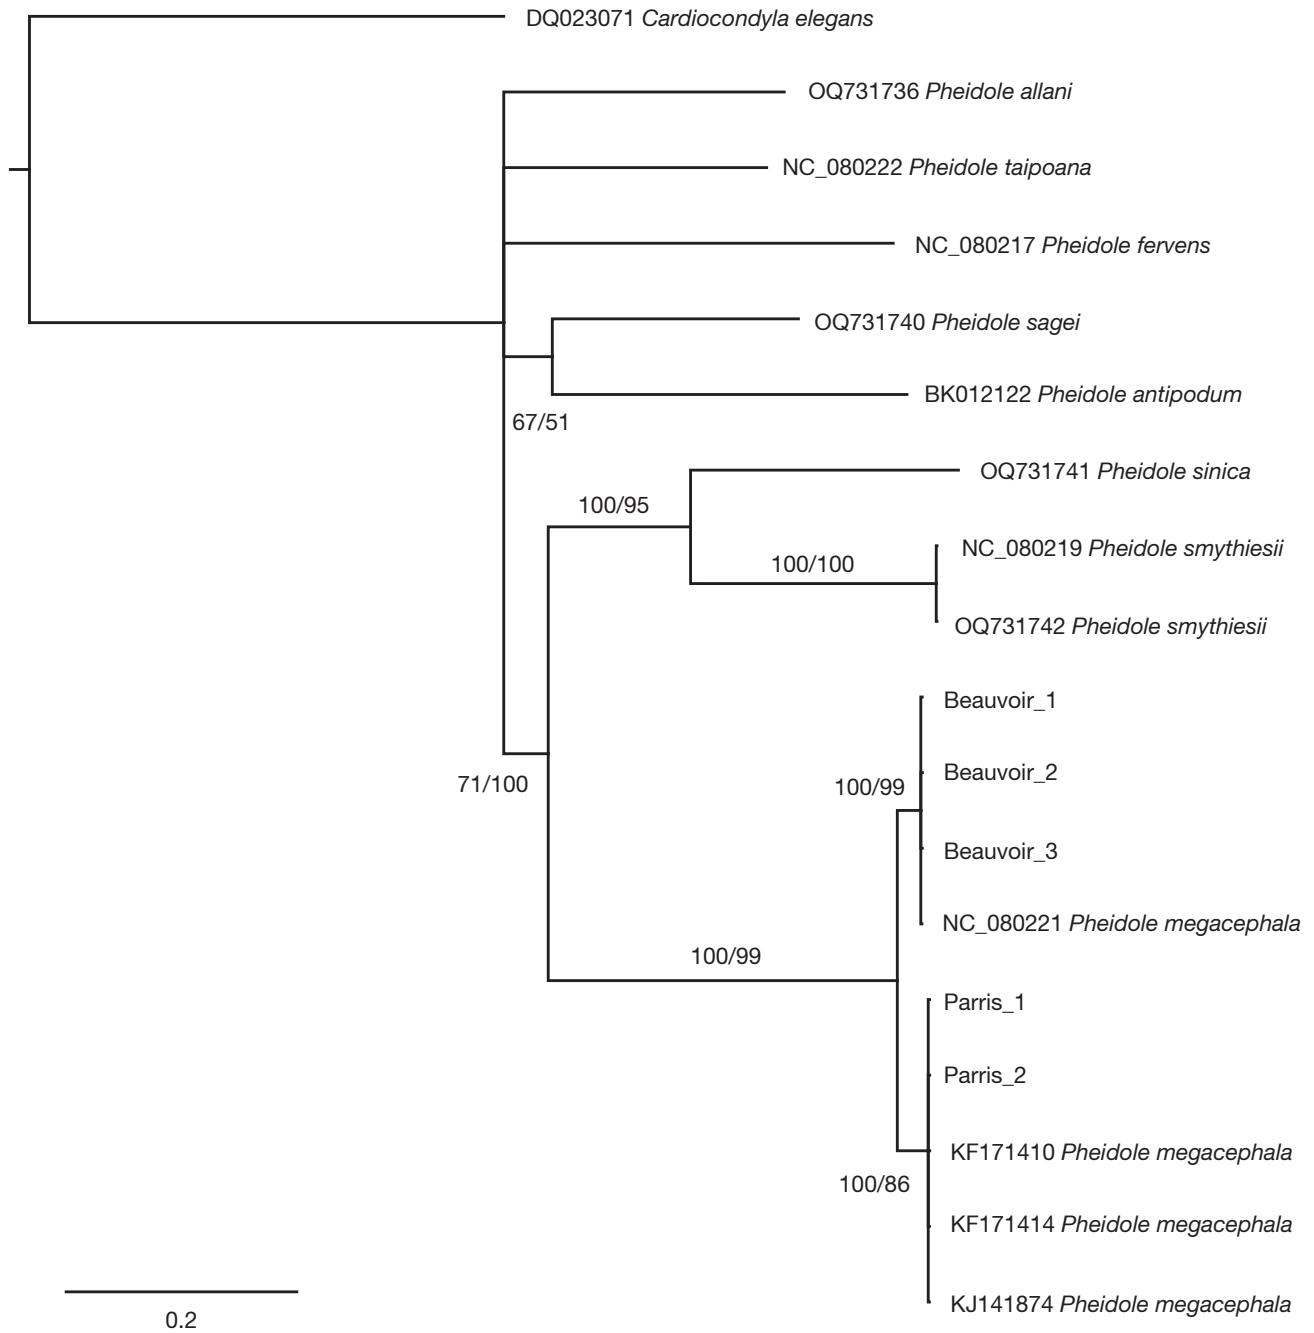 DQ023071 Cardiocondyla elegans
OQ731736 Pheidole allani
NC_080222 Pheidole taipoana
NC_080217 Pheidole fervens
OQ731740 Pheidole sagei
BK012122 Pheidole antipodum
67/51
OQ731741 Pheidole sinica
100/95
NC_080219 Pheidole smythiesii
100/100
OQ731742 Pheidole smythiesii
Beauvoir_1
Beauvoir_2
71/100
100/99
Beauvoir_3
NC_080221 Pheidole megacephala
100/99
Parris_1
Parris_2
KF171410 Pheidole megacephala
100/86
KF171414 Pheidole megacephala
KJ141874 Pheidole megacephala
0.2